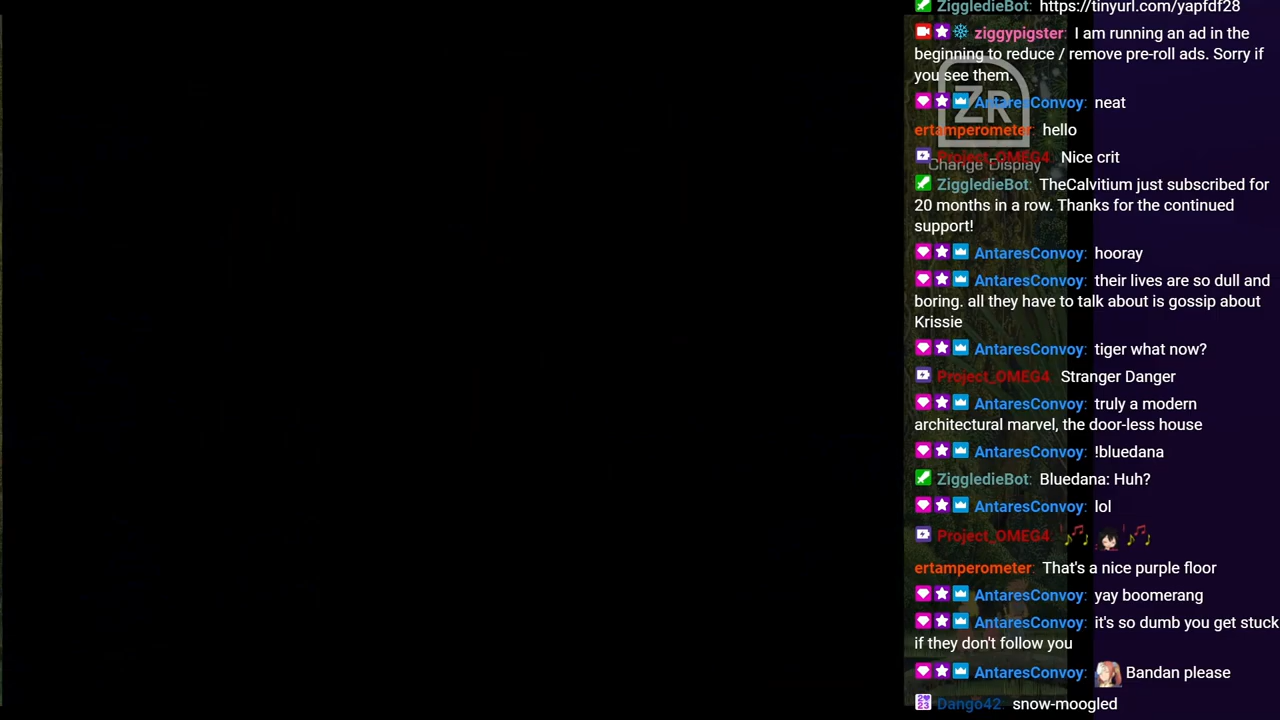 ZiggledieBot: https://tinyurl.com/yapfdf28
ziggypigster: I am running an ad in the
beginning to reduce / remove pre-roll ads. Sorry if
you see them.
ZR
AntaresConvoy: neat
ertamperometer: hello
Project_OMEG4: Nice crit
Change Display
ZiggledieBot: TheCalvitium just subscribed for
20 months in a row. Thanks for the continued
support!
AntaresConvoy: hooray
AntaresConvoy: their lives are so dull and
boring. all they have to talk about is gossip about
Krissie
AntaresConvoy: tiger what now?
Project_OMEG4: Stranger Danger
AntaresConvoy: truly a modern
architectural marvel, the door-less house
AntaresConvoy: !bluedana
ZiggledieBot: Bluedana: Huh?
AntaresConvoy: lol
Project_OMEG4:
ertamperometer: That's a nice purple floor
AntaresConvoy: yay boomerang
AntaresConvoy: it's so dumb you get stuck
if they don't follow you
AntaresConvoy: Bandan please
Dango42: snow-moogled